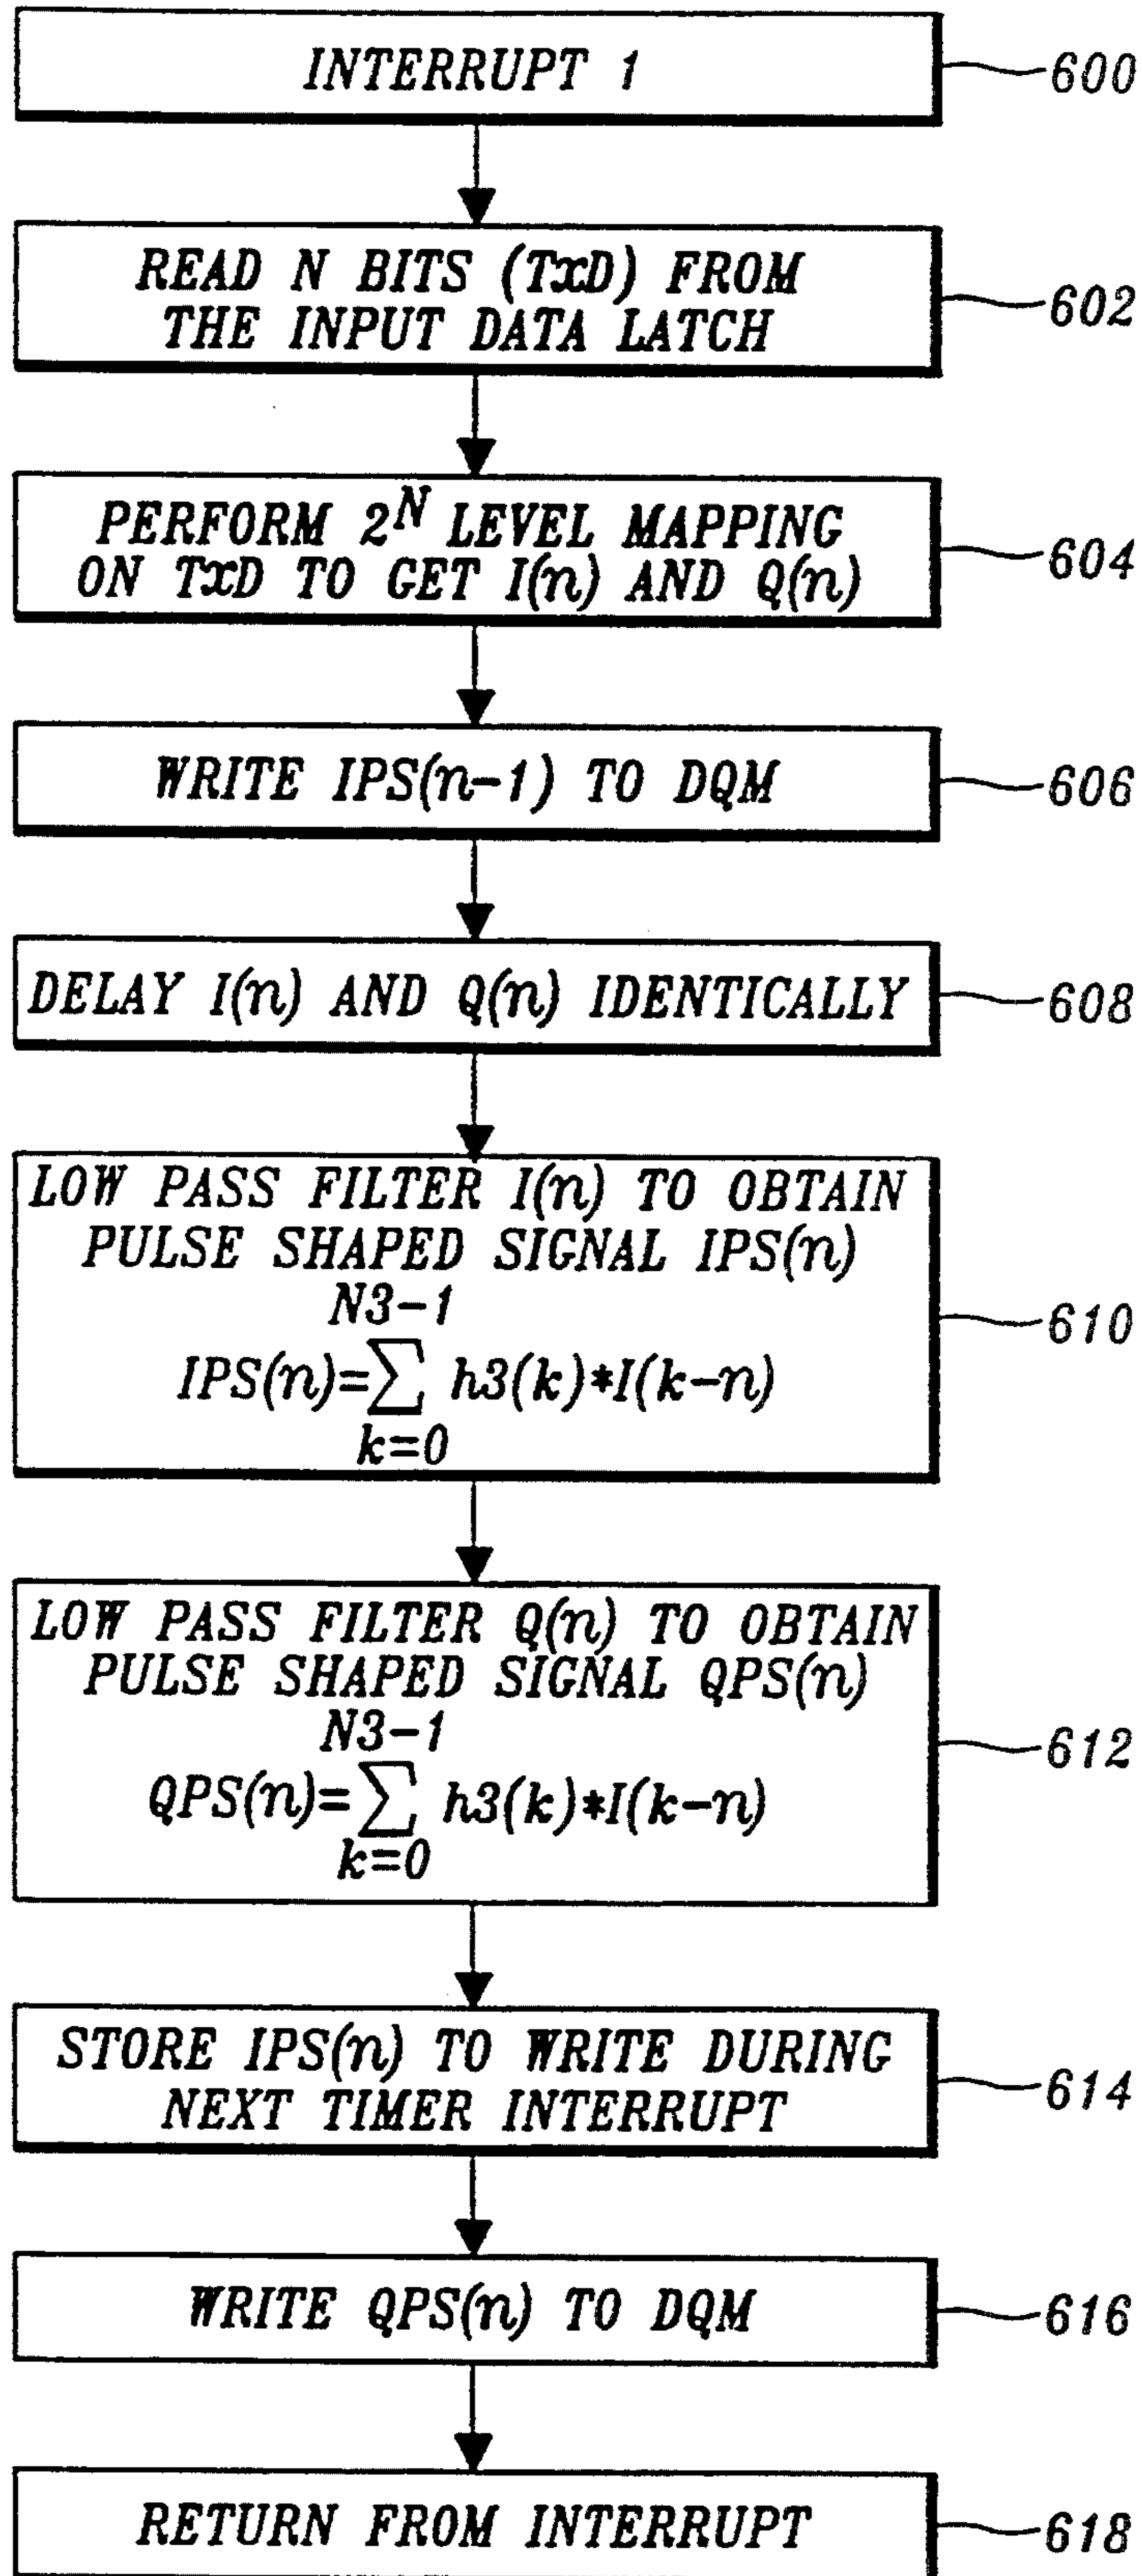 INTERRUPT 1
600
READ N BITS (TxD) FROM
THE INPUT DATA LATCH
602
PERFORM 2^N LEVEL MAPPING
ON TxD TO GET I(n) AND Q(n)
604
WRITE IPS(n-1) TO DQM
606
DELAY I(n) AND Q(n) IDENTICALLY
608
LOW PASS FILTER I(n) TO OBTAIN
PULSE SHAPED SIGNAL IPS(n)
N3-1
IPS(n)=∑ h3(k)*I(k-n)
k=0
610
LOW PASS FILTER Q(n) TO OBTAIN
PULSE SHAPED SIGNAL QPS(n)
N3-1
QPS(n)=∑ h3(k)*I(k-n)
k=0
612
STORE IPS(n) TO WRITE DURING
NEXT TIMER INTERRUPT
614
WRITE QPS(n) TO DQM
616
RETURN FROM INTERRUPT
618